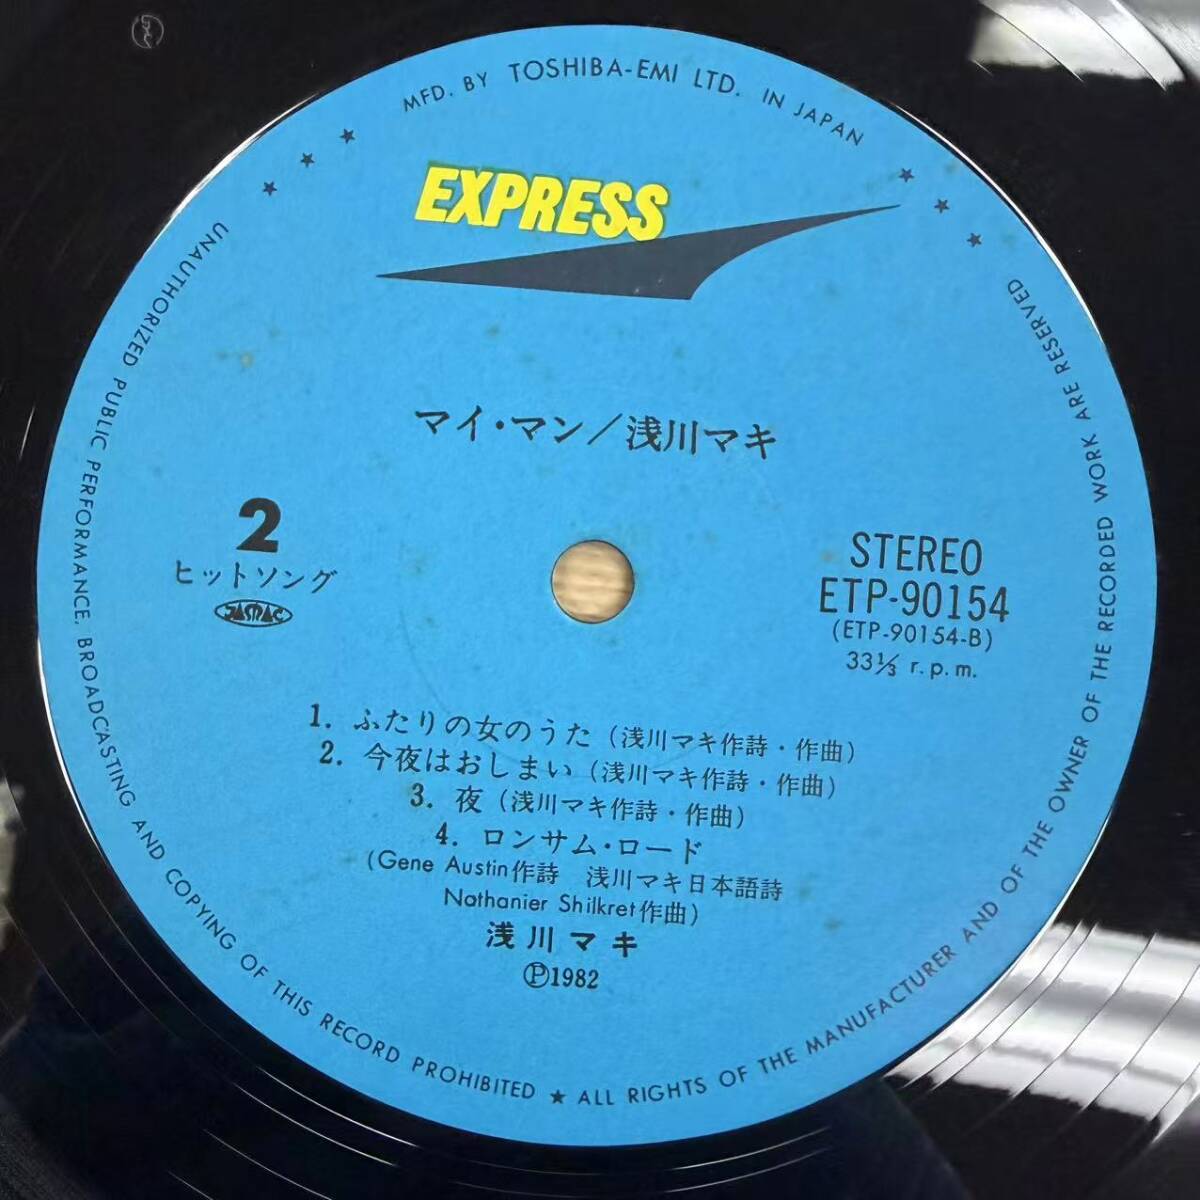 MFD. BY TOSHIBA-EMI LTD. IN JAPAN
EXPRESS
マイ・マン/浅川マキ
2
ヒットソング
JASRAC
STEREO
ETP-90154
(ETP-90154-B)
33⅓ r.p.m.
1. ふたりの女のうた (浅川マキ作詩・作曲)
2. 今夜はおしまい (浅川マキ作詩・作曲)
3. 夜 (浅川マキ作詩・作曲)
4. ロンサム・ロード
(Gene Austin作詩 浅川マキ日本語詩
Nothanier Shilkret作曲)
浅川マキ
Ⓟ1982
UNAUTHORIZED PUBLIC PERFORMANCE, BROADCASTING AND COPYING OF THIS RECORD PROHIBITED ★ ALL RIGHTS OF THE MANUFACTURER AND OF THE OWNER OF THE RECORDED WORK ARE RESERVED